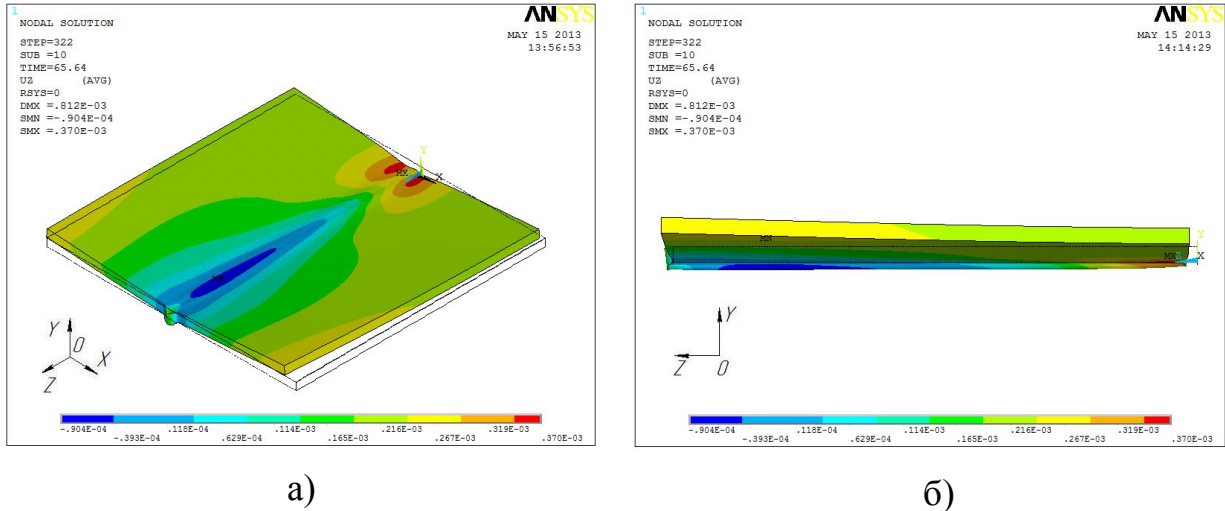 1
ANSYS
NODAL SOLUTION
MAY 15 2013
13:56:53
STEP=322
SUB =10
TIME=65.64
UZ (AVG)
RSYS=0
DMX =.812E-03
SMN =-.904E-04
SMX =.370E-03
MX
Y
X
Y
O
X
Z
-.904E-04 .118E-04 .114E-03 .216E-03 .319E-03
-.393E-04 .629E-04 .165E-03 .267E-03 .370E-03
а)
1
ANSYS
NODAL SOLUTION
MAY 15 2013
14:14:29
STEP=322
SUB =10
TIME=65.64
UZ (AVG)
RSYS=0
DMX =.812E-03
SMN =-.904E-04
SMX =.370E-03
MN
Y
MX
X
Y
Z O
-.904E-04 .118E-04 .114E-03 .216E-03 .319E-03
-.393E-04 .629E-04 .165E-03 .267E-03 .370E-03
б)